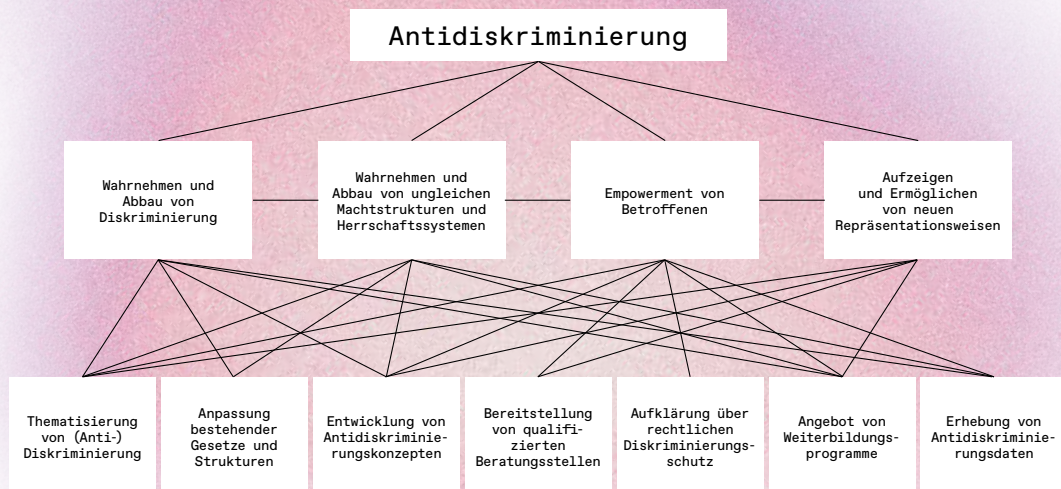 Antidiskriminierung
Wahrnehmen und
Abbau von
Diskriminierung
Wahrnehmen und
Abbau von ungleichen
Machtstrukturen und
Herrschaftssystemen
Empowerment von
Betroffenen
Aufzeigen
und Ermöglichen
von neuen
Repräsentationsweisen
Thematisierung
von (Anti-)
Diskriminierung
Anpassung
bestehender
Gesetze und
Strukturen
Entwicklung von
Antidiskriminie-
rungskonzepten
Bereitstellung
von qualifi-
zierten
Beratungsstellen
Aufklärung über
rechtlichen
Diskriminierungs-
schutz
Angebot von
Weiterbildungs-
programme
Erhebung von
Antidiskriminie-
rungsdaten